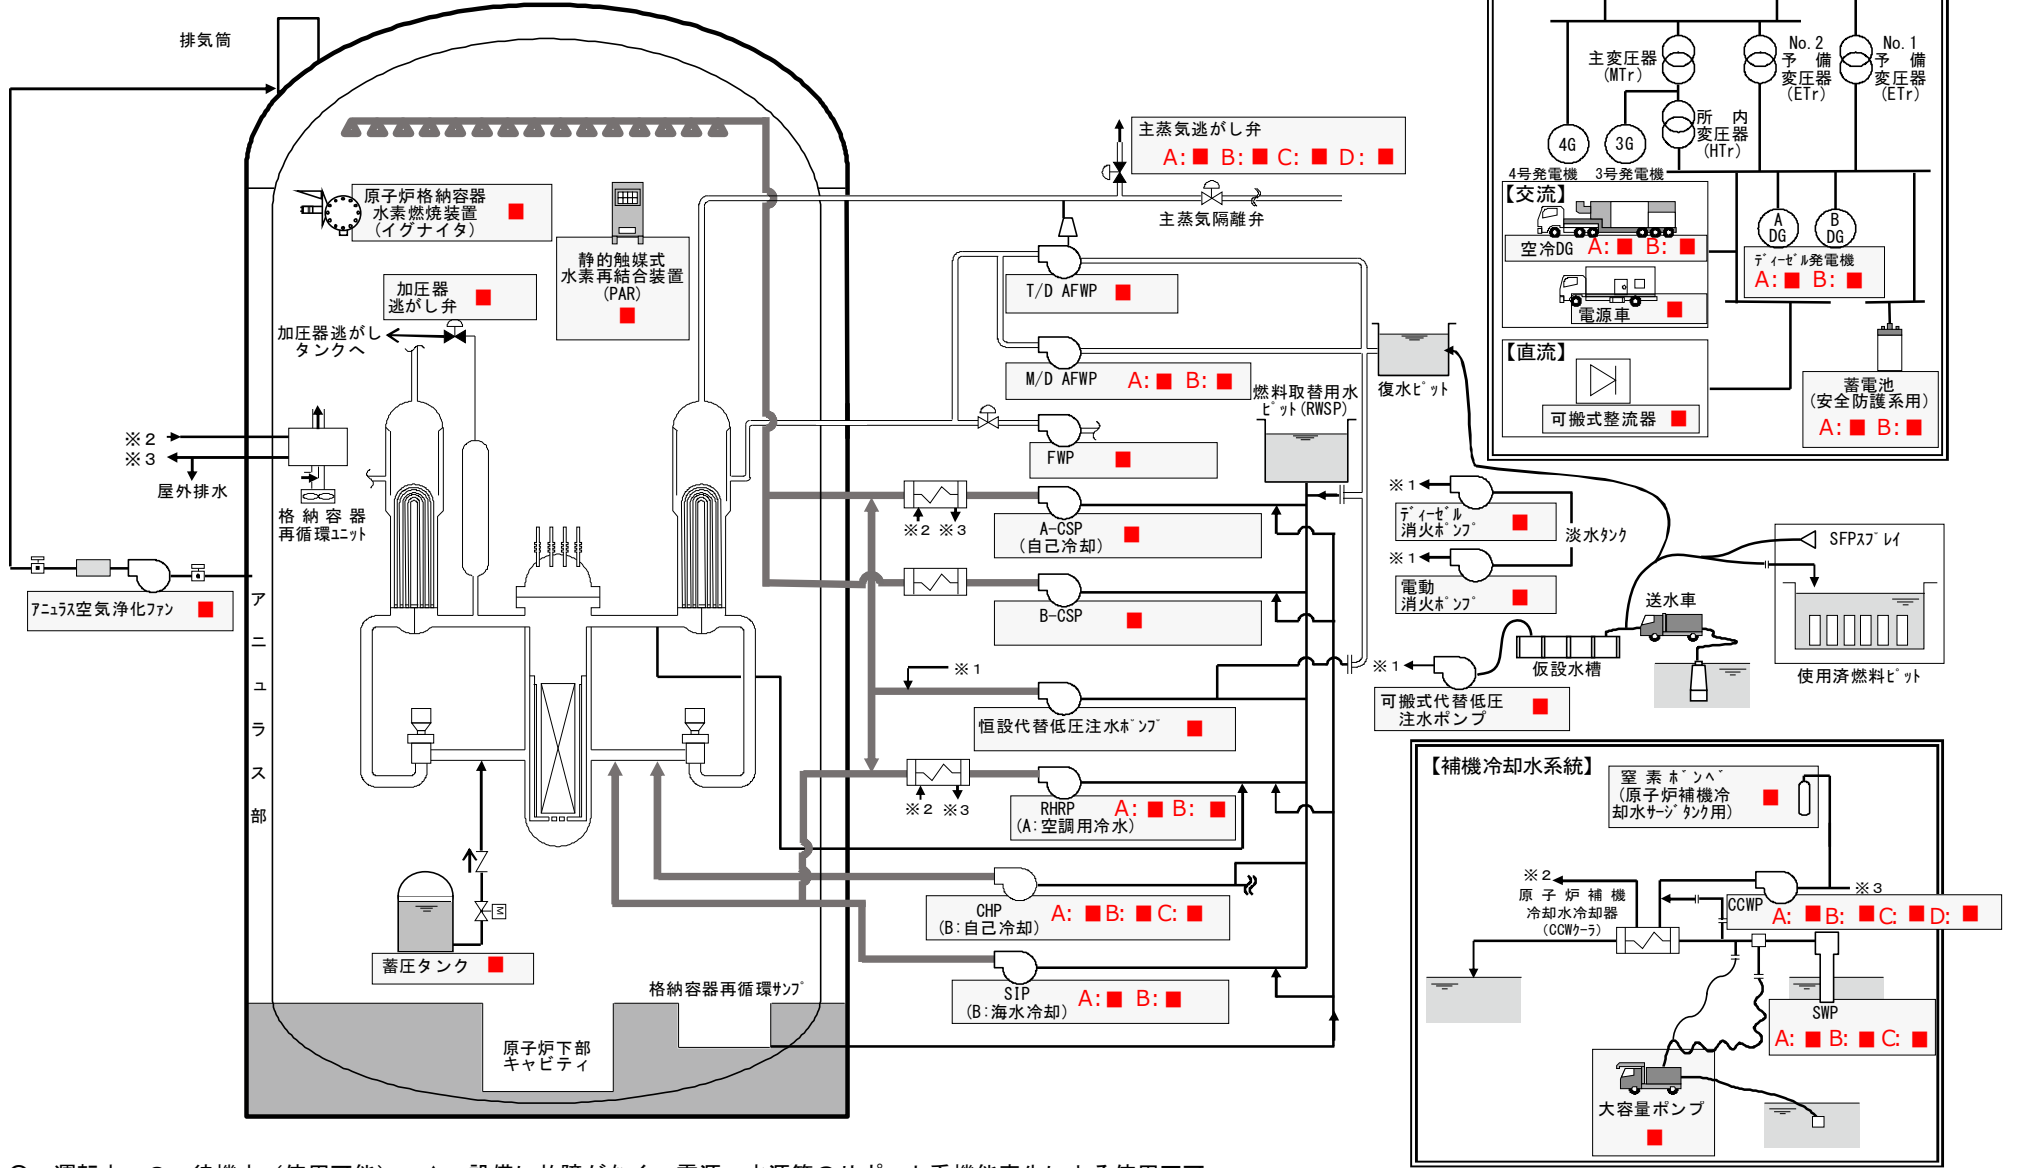 排気筒
原子炉格納容器
水素燃焼装置
(イグナイタ)
静的触媒式
水素再結合装置
(PAR)
加圧器
逃がし弁
加圧器逃がし
タンクへ
※2
※3
屋外排水
格納容器
再循環ユニット
アニュラス空気浄化ファン
アニュラス部
蓄圧タンク
M
格納容器再循環サンプ
原子炉下部
キャビティ
主蒸気逃がし弁
A: B: C: D:
主蒸気隔離弁
T/D AFWP
M/D AFWP A: B:
FWP
燃料取替用水
ピット(RWSP)
復水ピット
※2 ※3
A-CSP
(自己冷却)
B-CSP
※1
恒設代替低圧注水ポンプ
※2 ※3
RHRP A: B:
(A:空調用冷水)
CHP A: B: C:
(B:自己冷却)
SIP A: B:
(B:海水冷却)
主変圧器
(MTr)
No.2
予備
変圧器
(ETr)
No.1
予備
変圧器
(ETr)
所内
変圧器
(HTr)
4G
3G
4号発電機 3号発電機
【交流】
空冷DG A: B:
電源車
A
DG
B
DG
ディーゼル発電機
A: B:
【直流】
可搬式整流器
蓄電池
(安全防護系用)
A: B:
※1
ディーゼル
消火ポンプ
淡水タンク
※1
電動
消火ポンプ
SFPスプレイ
使用済燃料ピット
送水車
仮設水槽
※1
可搬式代替低圧
注水ポンプ
【補機冷却水系統】
窒素ボンベ
(原子炉補機冷
却水サージタンク用)
※2
原子炉補機
冷却水冷却器
(CCWクーラ)
※3
CCWP
A: B: C: D:
SWP
A: B: C:
大容量ポンプ